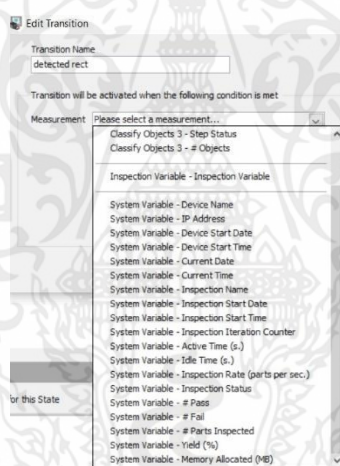 Edit Transition
Transition Name
detected rect
Transition will be activated when the following condition is met
Measurement Please select a measurement...
Classify Objects 3 - Step Status
Classify Objects 3 - # Objects
Inspection Variable - Inspection Variable
System Variable - Device Name
System Variable - IP Address
System Variable - Device Start Date
System Variable - Device Start Time
System Variable - Current Date
System Variable - Current Time
System Variable - Inspection Name
System Variable - Inspection Start Date
System Variable - Inspection Start Time
System Variable - Inspection Iteration Counter
System Variable - Active Time (s.)
System Variable - Idle Time (s.)
System Variable - Inspection Rate (parts per sec.)
System Variable - Inspection Status
for this State
System Variable - # Pass
System Variable - # Fail
System Variable - # Parts Inspected
System Variable - Yield (%)
System Variable - Memory Allocated (MB)